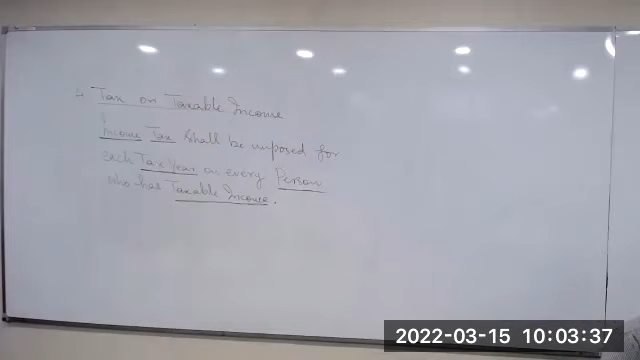 4 Tax on Taxable Income
Income Tax shall be imposed for
each Tax Year on every Person
who has Taxable Income.
2022-03-15 10:03:37